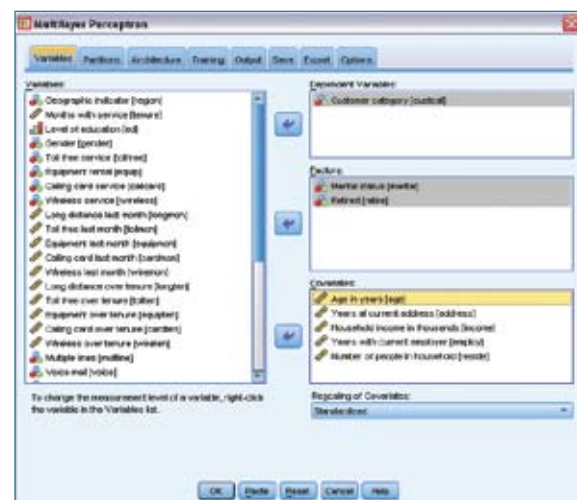 Multilayer Perceptron
Variables Partitions Architecture Training Output Save Export Options
Variables:
Geographic indicator [region]
Months with service [tenure]
Level of education [ed]
Gender [gender]
Toll free service [tollfree]
Equipment rental [equip]
Calling card service [callcard]
Wireless service [wireless]
Long distance last month [longmon]
Toll free last month [tollmon]
Equipment last month [equipmon]
Calling card last month [cardmon]
Wireless last month [wiremon]
Long distance over tenure [longten]
Toll free over tenure [tollten]
Equipment over tenure [equipten]
Calling card over tenure [cardten]
Wireless over tenure [wireten]
Multiple lines [multline]
Voice mail [voice]
To change the measurement level of a variable, right-click
the variable in the Variables list.
Dependent Variables:
Customer category [custcat]
Factors:
Marital status [marital]
Retired [retire]
Covariates:
Age in years [age]
Years at current address [address]
Household income in thousands [income]
Years with current employer [employ]
Number of people in household [reside]
Rescaling of Covariates:
Standardized
OK Paste Reset Cancel Help